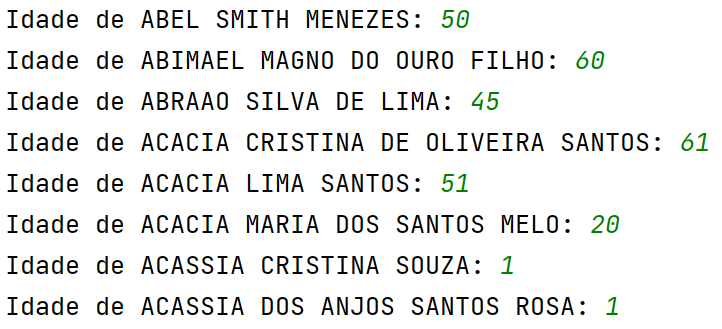 Idade de ABEL SMITH MENEZES: 50
Idade de ABIMAEL MAGNO DO OURO FILHO: 60
Idade de ABRAAO SILVA DE LIMA: 45
Idade de ACACIA CRISTINA DE OLIVEIRA SANTOS: 61
Idade de ACACIA LIMA SANTOS: 51
Idade de ACACIA MARIA DOS SANTOS MELO: 20
Idade de ACASSIA CRISTINA SOUZA: 1
Idade de ACASSIA DOS ANJOS SANTOS ROSA: 1